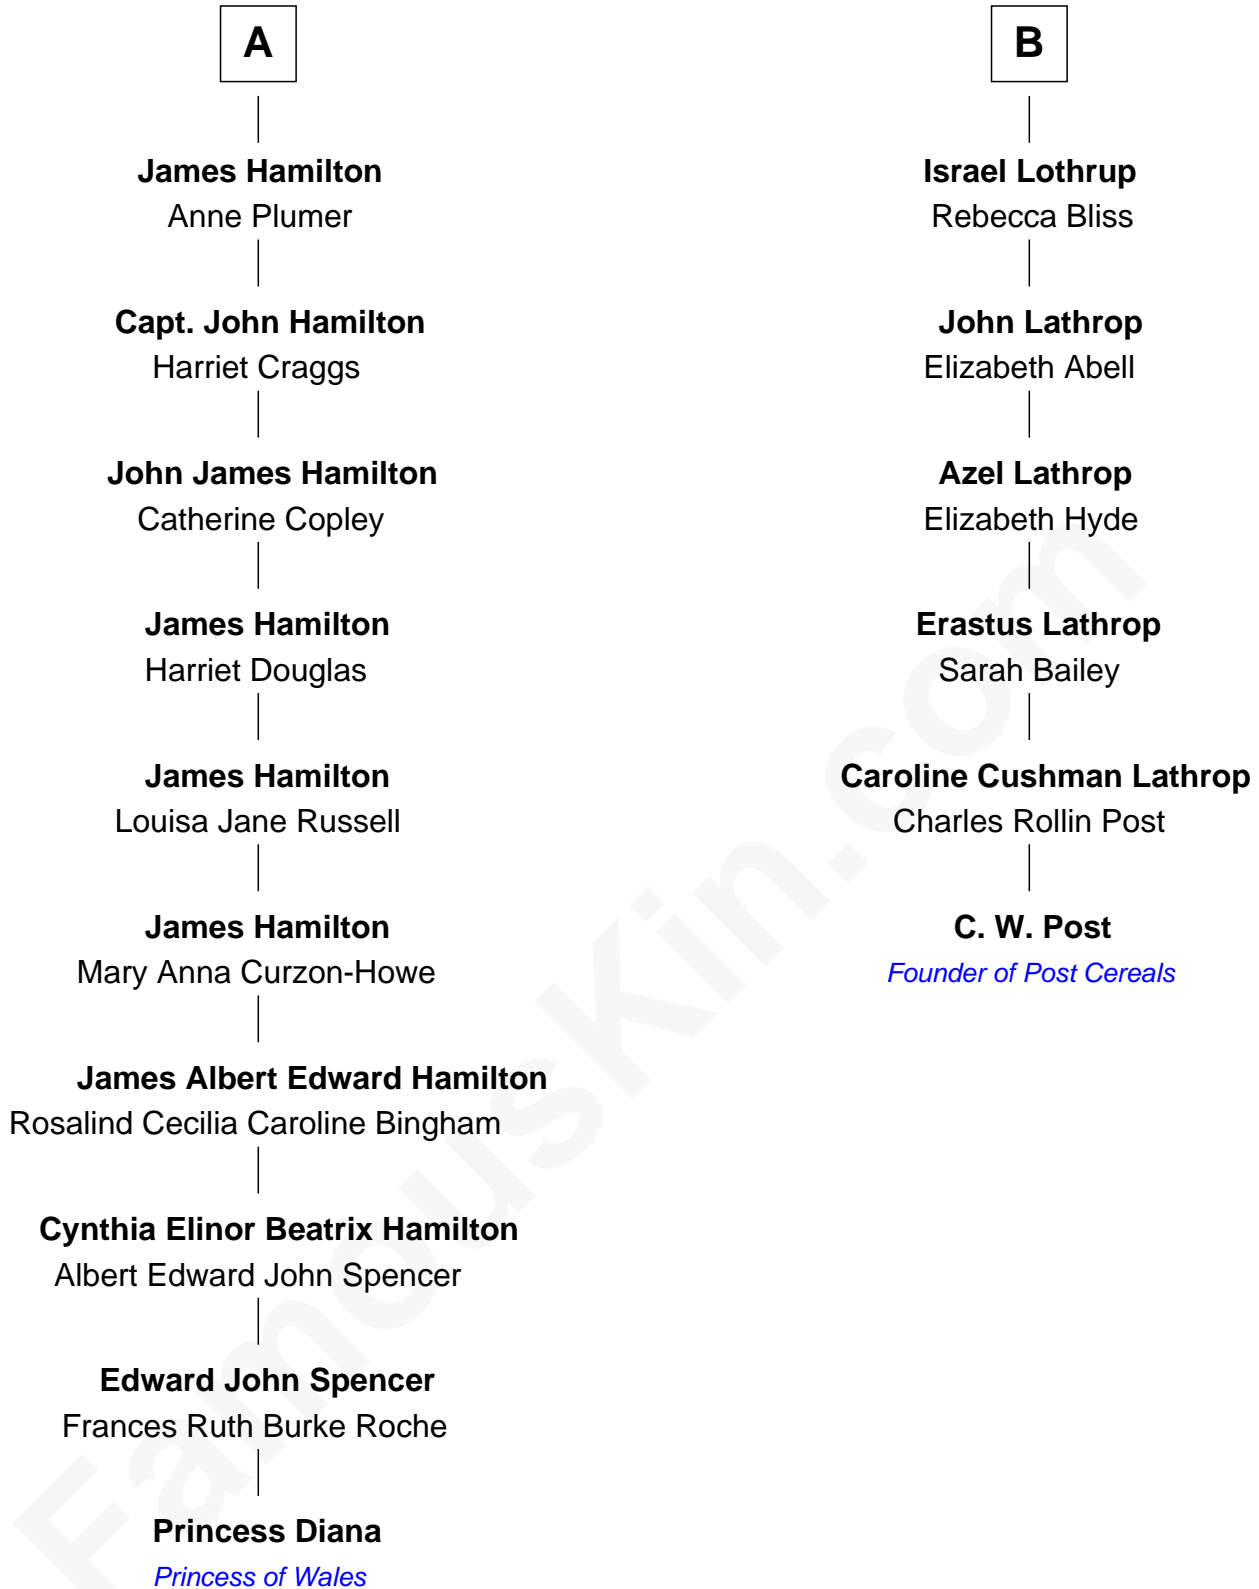 A
James Hamilton
Anne Plumer
Capt. John Hamilton
Harriet Craggs
John James Hamilton
Catherine Copley
James Hamilton
Harriet Douglas
James Hamilton
Louisa Jane Russell
James Hamilton
Mary Anna Curzon-Howe
James Albert Edward Hamilton
Rosalind Cecilia Caroline Bingham
Cynthia Elinor Beatrix Hamilton
Albert Edward John Spencer
Edward John Spencer
Frances Ruth Burke Roche
Princess Diana
Princess of Wales
B
Israel Lothrup
Rebecca Bliss
John Lathrop
Elizabeth Abell
Azel Lathrop
Elizabeth Hyde
Erastus Lathrop
Sarah Bailey
Caroline Cushman Lathrop
Charles Rollin Post
C. W. Post
Founder of Post Cereals
FamousKin.com